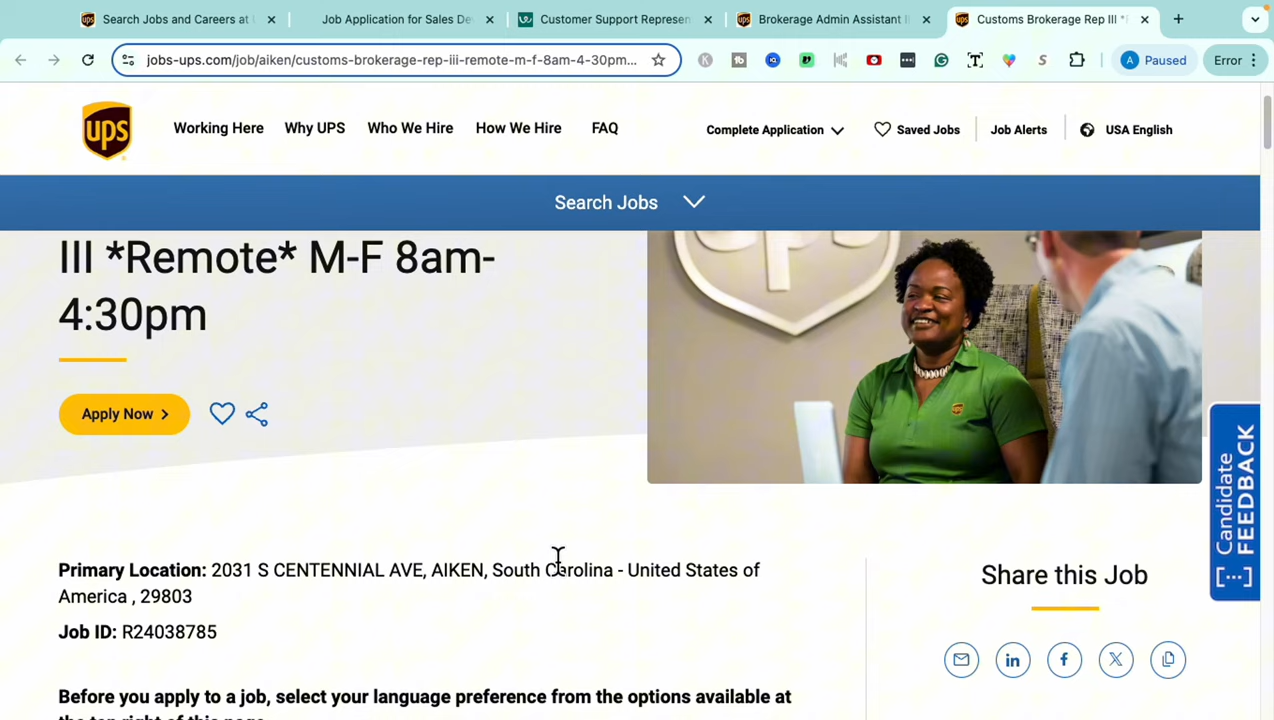 Search Jobs and Careers at
Job Application for Sales De
Customer Support Represen
Brokerage Admin Assistant I
Customs Brokerage Rep III *
jobs-ups.com/job/aiken/customs-brokerage-rep-iii-remote-m-f-8am-4-30pm...
A Paused
Error
ups
Working Here
Why UPS
Who We Hire
How We Hire
FAQ
Complete Application
Saved Jobs
Job Alerts
USA English
Search Jobs
III *Remote* M-F 8am-
4:30pm
Apply Now
Primary Location: 2031 S CENTENNIAL AVE, AIKEN, South Carolina - United States of
America , 29803
Job ID: R24038785
Share this Job
Before you apply to a job, select your language preference from the options available at
the top right of this page.
Candidate
FEEDBACK